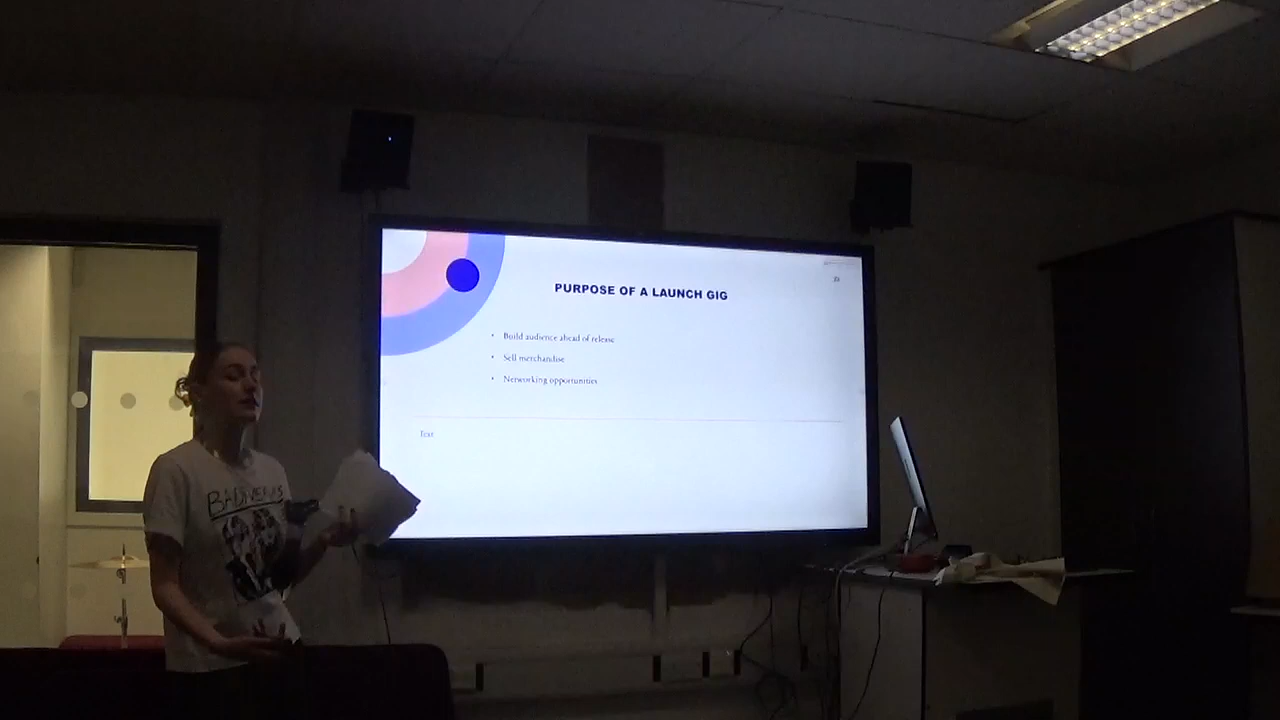 PURPOSE OF A LAUNCH GIG
• Build audience ahead of release
• Sell merchandise
• Networking opportunities
Text